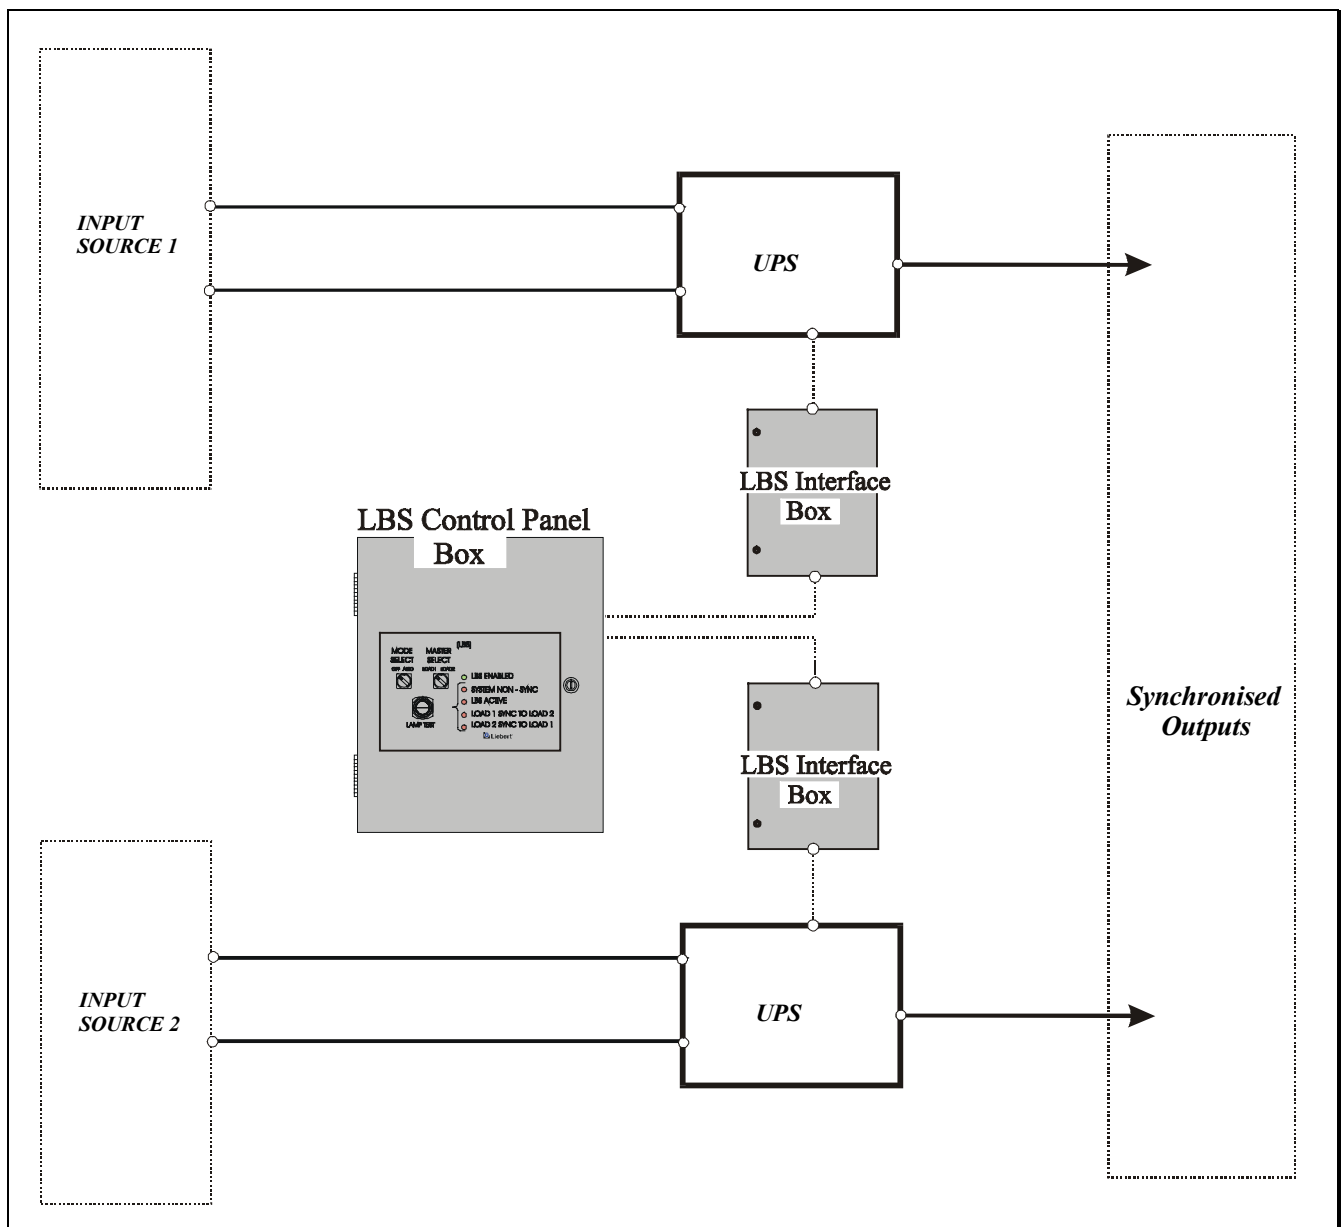 INPUT
SOURCE 1
UPS
LBS Interface
Box
LBS Control Panel
Box
(LBS)
MODE MASTER
SELECT SELECT
LBS ENABLED
SYSTEM NON - SYNC
LBS ACTIVE
LOAD 1 SYNC TO LOAD 2
LAMP TEST
LOAD 2 SYNC TO LOAD 1
Liebert
LBS Interface
Box
Synchronised
Outputs
INPUT
SOURCE 2
UPS